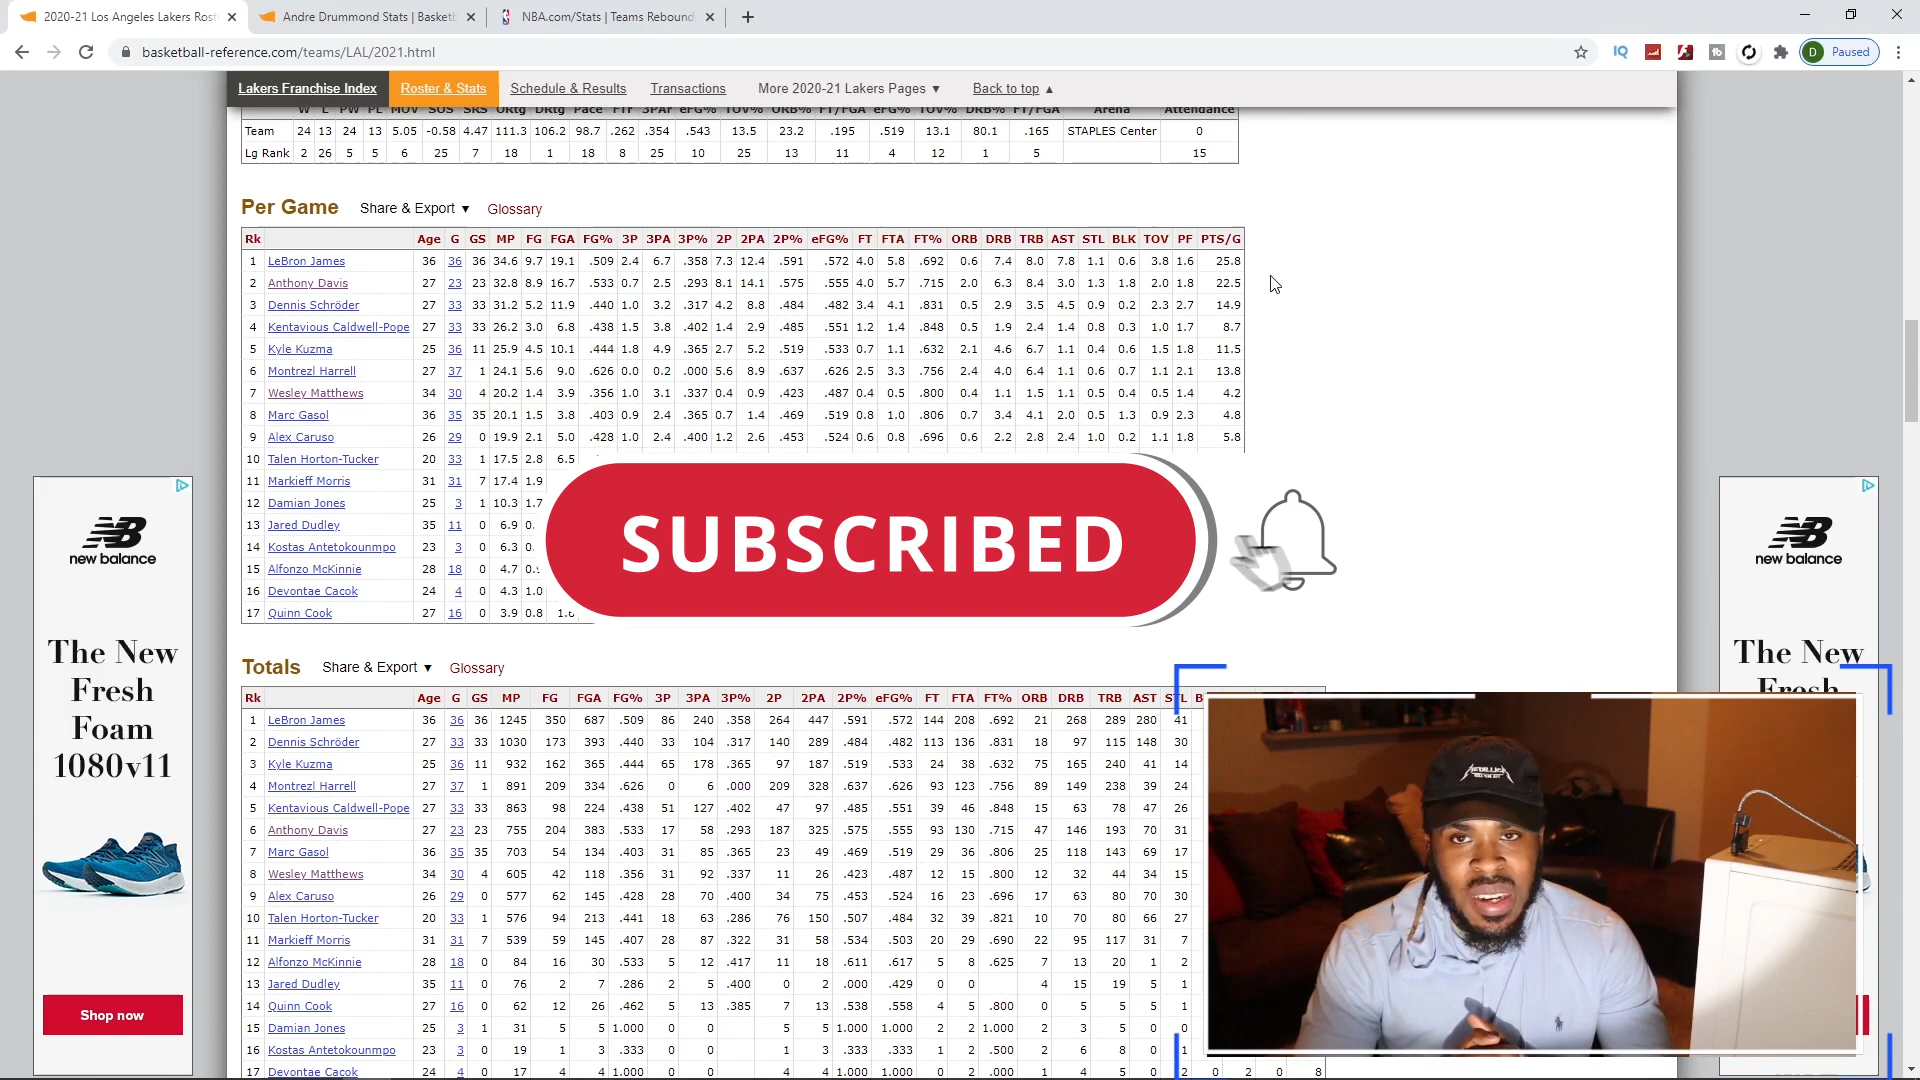 2020-21 Los Angeles Lakers Rost
Andre Drummond Stats | Basketb
NBA.com/Stats | Teams Rebound
basketball-reference.com/teams/LAL/2021.html
IQ
D Paused
Lakers Franchise Index Roster & Stats Schedule & Results Transactions More 2020-21 Lakers Pages ▼ Back to top ▲
W L PW PL MOV SOS SRS ORtg DRtg Pace FTr 3PAr eFG% TOV% ORB% FT/FGA eFG% TOV% DRB% FT/FGA Arena Attendance
Team 24 13 24 13 5.05 -0.58 4.47 111.3 106.2 98.7 .262 .354 .543 13.5 23.2 .195 .519 13.1 80.1 .165 STAPLES Center 0
Lg Rank 2 26 5 5 6 25 7 18 1 18 8 25 10 25 13 11 4 12 1 5 15
Per Game Share & Export ▼ Glossary
Rk Age G GS MP FG FGA FG% 3P 3PA 3P% 2P 2PA 2P% eFG% FT FTA FT% ORB DRB TRB AST STL BLK TOV PF PTS/G
1 LeBron James 36 36 36 34.6 9.7 19.1 .509 2.4 6.7 .358 7.3 12.4 .591 .572 4.0 5.8 .692 0.6 7.4 8.0 7.8 1.1 0.6 3.8 1.6 25.8
2 Anthony Davis 27 23 23 32.8 8.9 16.7 .533 0.7 2.5 .293 8.1 14.1 .575 .555 4.0 5.7 .715 2.0 6.3 8.4 3.0 1.3 1.8 2.0 1.8 22.5
3 Dennis Schröder 27 33 33 31.2 5.2 11.9 .440 1.0 3.2 .317 4.2 8.8 .484 .482 3.4 4.1 .831 0.5 2.9 3.5 4.5 0.9 0.2 2.3 2.7 14.9
4 Kentavious Caldwell-Pope 27 33 33 26.2 3.0 6.8 .438 1.5 3.8 .402 1.4 2.9 .485 .551 1.2 1.4 .848 0.5 1.9 2.4 1.4 0.8 0.3 1.0 1.7 8.7
5 Kyle Kuzma 25 36 11 25.9 4.5 10.1 .444 1.8 4.9 .365 2.7 5.2 .519 .533 0.7 1.1 .632 2.1 4.6 6.7 1.1 0.4 0.6 1.5 1.8 11.5
6 Montrezl Harrell 27 37 1 24.1 5.6 9.0 .626 0.0 0.2 .000 5.6 8.9 .637 .626 2.5 3.3 .756 2.4 4.0 6.4 1.1 0.6 0.7 1.1 2.1 13.8
7 Wesley Matthews 34 30 4 20.2 1.4 3.9 .356 1.0 3.1 .337 0.4 0.9 .423 .487 0.4 0.5 .800 0.4 1.1 1.5 1.1 0.5 0.4 0.5 1.4 4.2
8 Marc Gasol 36 35 35 20.1 1.5 3.8 .403 0.9 2.4 .365 0.7 1.4 .469 .519 0.8 1.0 .806 0.7 3.4 4.1 2.0 0.5 1.3 0.9 2.3 4.8
9 Alex Caruso 26 29 0 19.9 2.1 5.0 .428 1.0 2.4 .400 1.2 2.6 .453 .524 0.6 0.8 .696 0.6 2.2 2.8 2.4 1.0 0.2 1.1 1.8 5.8
10 Talen Horton-Tucker 20 33 1 17.5 2.8 6.5
11 Markieff Morris 31 31 7 17.4 1.9
12 Damian Jones 25 3 1 10.3 1.7
13 Jared Dudley 35 11 0 6.9 0.
14 Kostas Antetokounmpo 23 3 0 6.3 0.
15 Alfonzo McKinnie 28 18 0 4.7 0.
16 Devontae Cacok 24 4 0 4.3 1.0
17 Quinn Cook 27 16 0 3.9 0.8 1.6
SUBSCRIBED
new balance
The New
Fresh
Foam
1080v11
Shop now
new balance
The New
Fresh
Totals Share & Export ▼ Glossary
Rk Age G GS MP FG FGA FG% 3P 3PA 3P% 2P 2PA 2P% eFG% FT FTA FT% ORB DRB TRB AST STL B
1 LeBron James 36 36 36 1245 350 687 .509 86 240 .358 264 447 .591 .572 144 208 .692 21 268 289 280 41
2 Dennis Schröder 27 33 33 1030 173 393 .440 33 104 .317 140 289 .484 .482 113 136 .831 18 97 115 148 30
3 Kyle Kuzma 25 36 11 932 162 365 .444 65 178 .365 97 187 .519 .533 24 38 .632 75 165 240 41 14
4 Montrezl Harrell 27 37 1 891 209 334 .626 0 6 .000 209 328 .637 .626 93 123 .756 89 149 238 39 24
5 Kentavious Caldwell-Pope 27 33 33 863 98 224 .438 51 127 .402 47 97 .485 .551 39 46 .848 15 63 78 47 26
6 Anthony Davis 27 23 23 755 204 383 .533 17 58 .293 187 325 .575 .555 93 130 .715 47 146 193 70 31
7 Marc Gasol 36 35 35 703 54 134 .403 31 85 .365 23 49 .469 .519 29 36 .806 25 118 143 69 17
8 Wesley Matthews 34 30 4 605 42 118 .356 31 92 .337 11 26 .423 .487 12 15 .800 12 32 44 34 15
9 Alex Caruso 26 29 0 577 62 145 .428 28 70 .400 34 75 .453 .524 16 23 .696 17 63 80 70 30
10 Talen Horton-Tucker 20 33 1 576 94 213 .441 18 63 .286 76 150 .507 .484 32 39 .821 10 70 80 66 27
11 Markieff Morris 31 31 7 539 59 145 .407 28 87 .322 31 58 .534 .503 20 29 .690 22 95 117 31 7
12 Alfonzo McKinnie 28 18 0 84 16 30 .533 5 12 .417 11 18 .611 .617 5 8 .625 7 13 20 1 2
13 Jared Dudley 35 11 0 76 2 7 .286 2 5 .400 0 2 .000 .429 0 0 4 15 19 5 1
14 Quinn Cook 27 16 0 62 12 26 .462 5 13 .385 7 13 .538 .558 4 5 .800 0 5 5 5 1
15 Damian Jones 25 3 1 31 5 5 1.000 0 0 5 5 1.000 1.000 2 2 1.000 2 3 5 0 0
16 Kostas Antetokounmpo 23 3 0 19 1 3 .333 0 0 1 3 .333 .333 1 2 .500 2 6 8 0 1
17 Devontae Cacok 24 4 0 17 4 4 1.000 0 0 4 4 1.000 1.000 0 2 .000 1 4 5 0 2 0 2 0 8
METALLICA